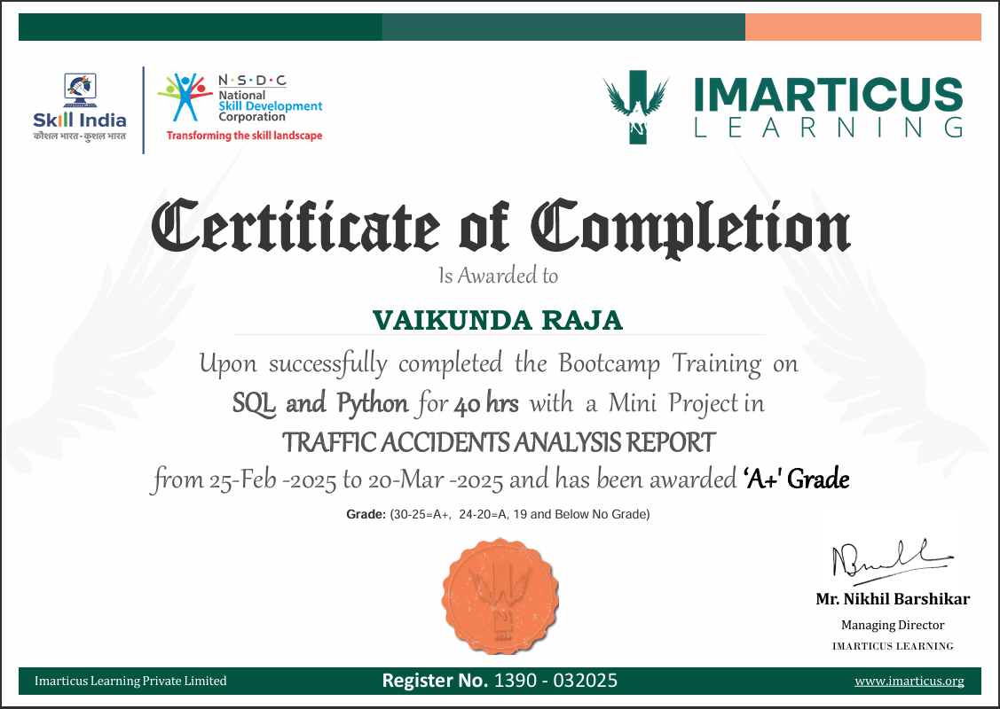 Skill India
कौशल भारत - कुशल भारत
N·S·D·C
National
Skill Development
Corporation
Transforming the skill landscape
IMARTICUS
LEARNING
Certificate of Completion
Is Awarded to
VAIKUNDA RAJA
Upon successfully completed the Bootcamp Training on
SQL and Python for 40 hrs with a Mini Project in
TRAFFIC ACCIDENTS ANALYSIS REPORT
from 25-Feb -2025 to 20-Mar -2025 and has been awarded ‘A+' Grade
Grade: (30-25=A+, 24-20=A, 19 and Below No Grade)
Mr. Nikhil Barshikar
Managing Director
IMARTICUS LEARNING
Imarticus Learning Private Limited
Register No. 1390 - 032025
www.imarticus.org